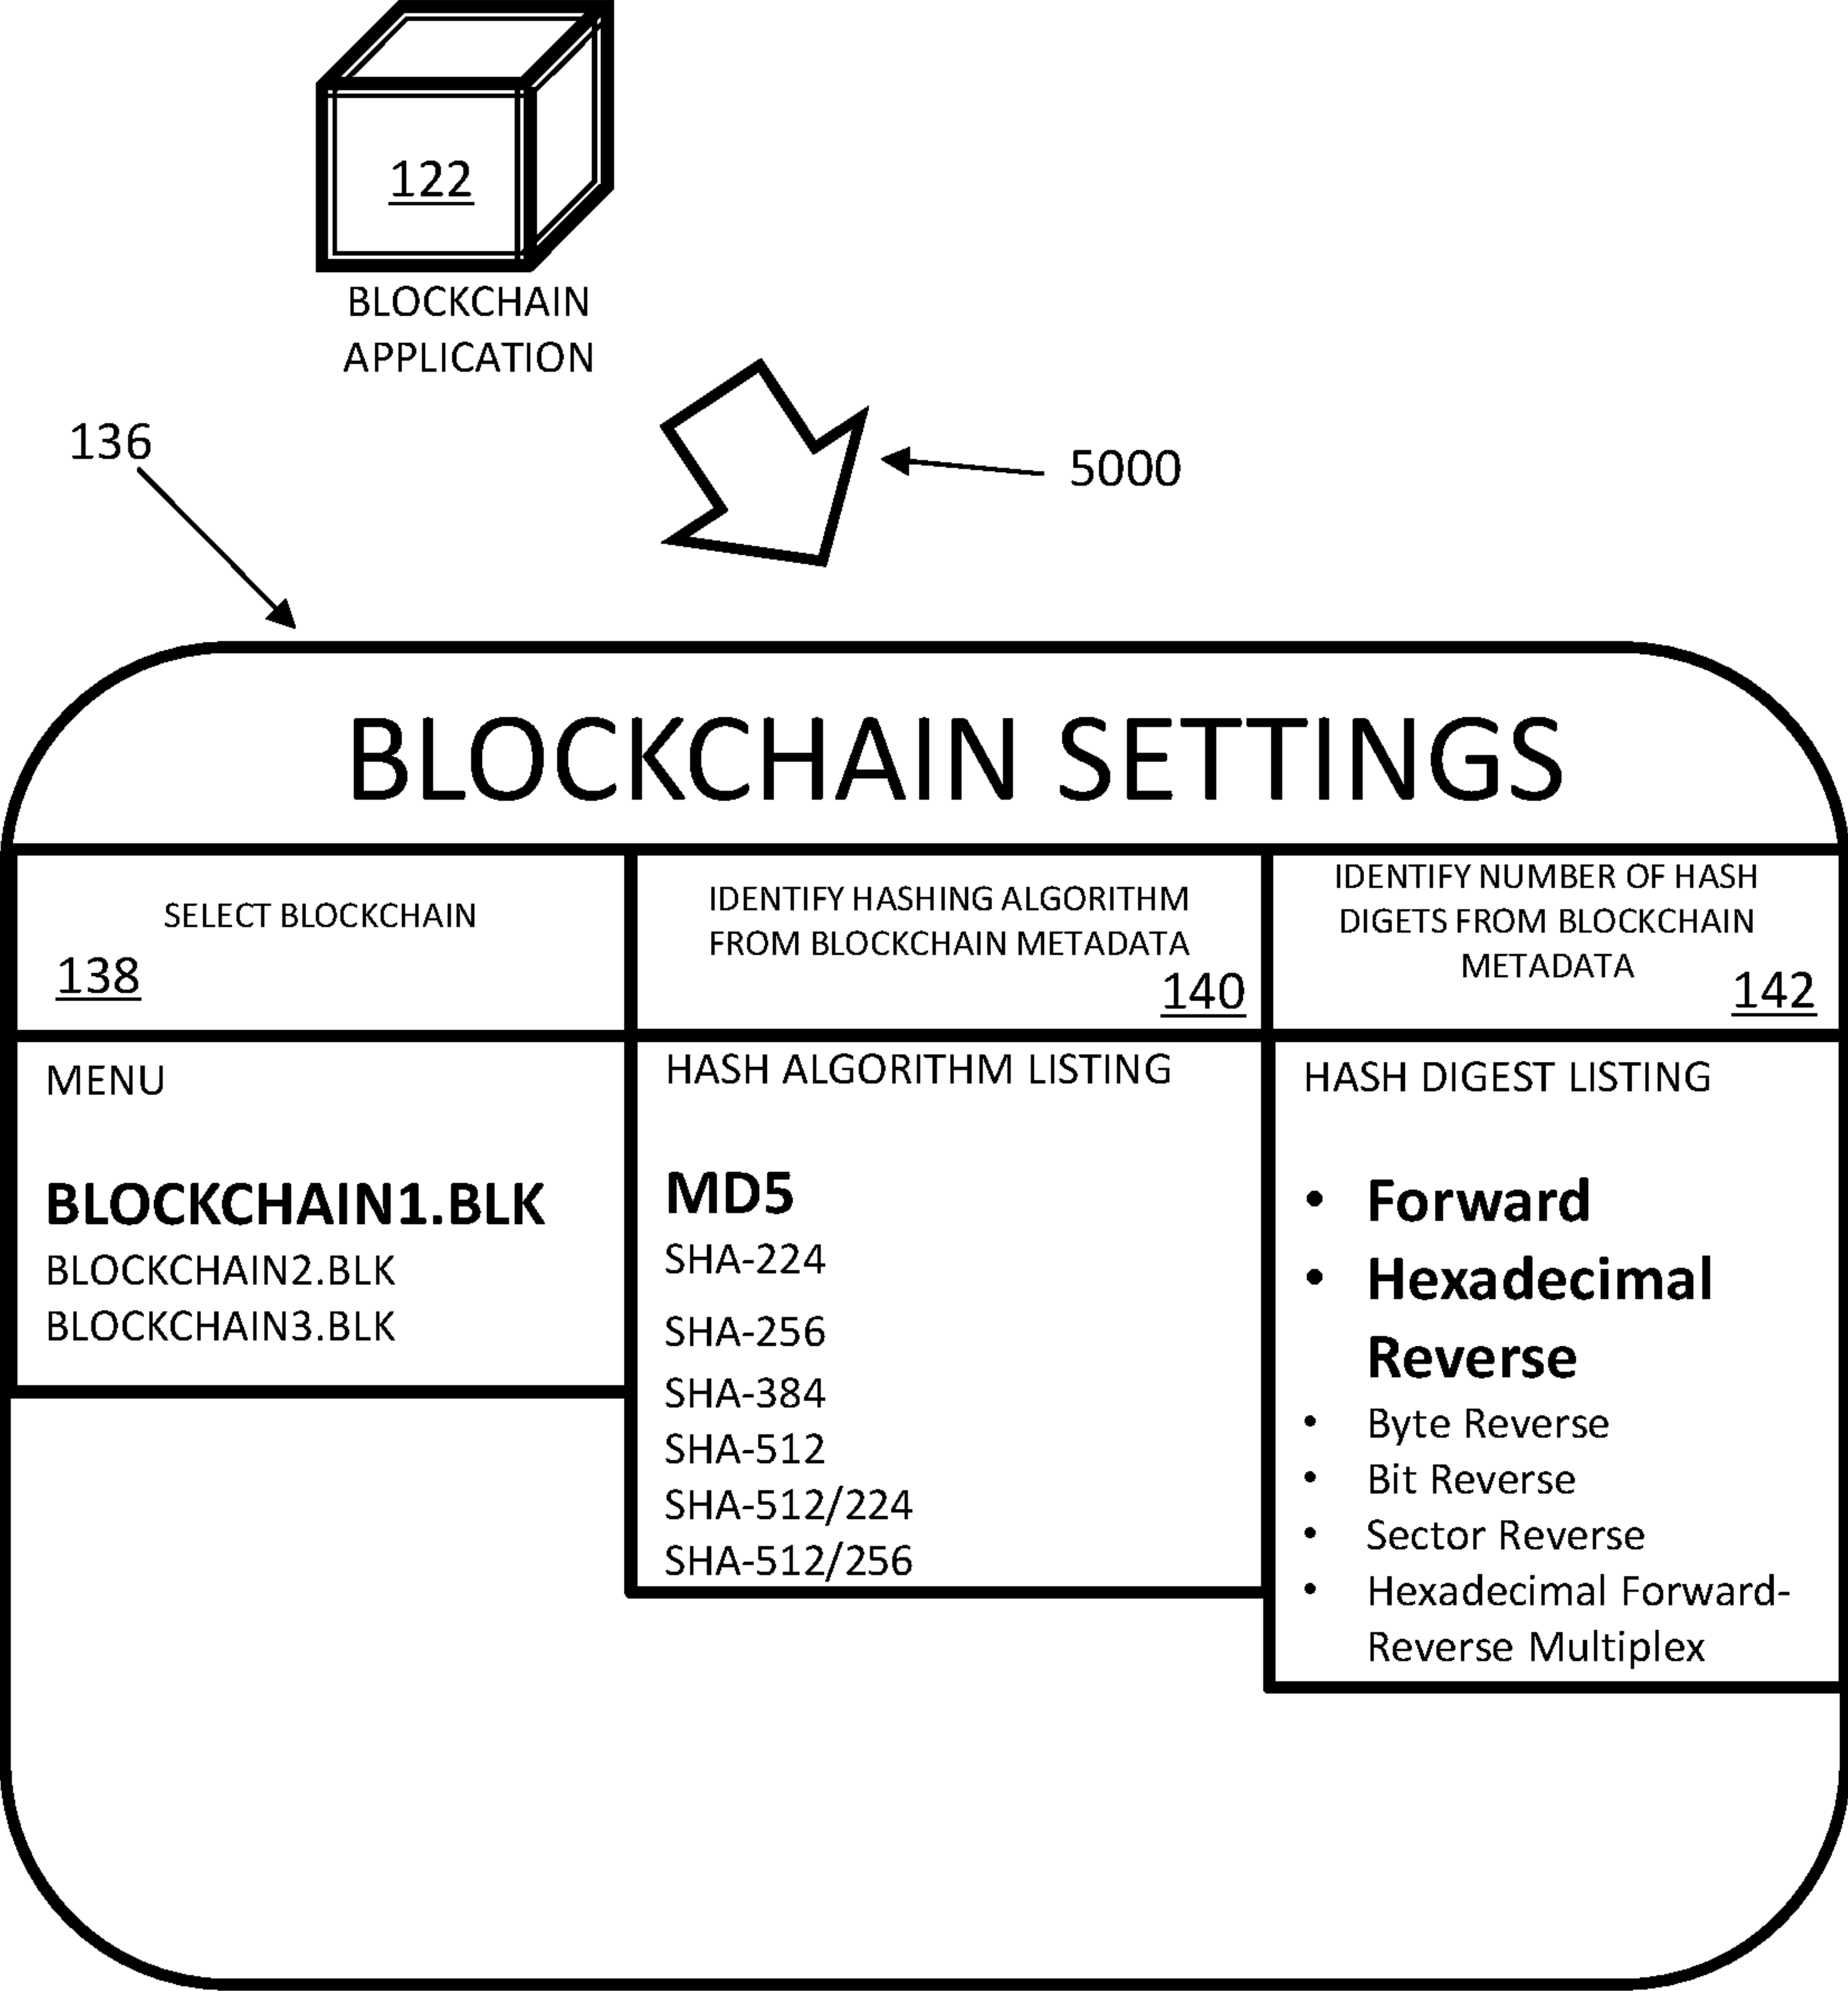 122
BLOCKCHAIN
APPLICATION
136
5000
BLOCKCHAIN SETTINGS
SELECT BLOCKCHAIN
138
IDENTIFY HASHING ALGORITHM
FROM BLOCKCHAIN METADATA
140
IDENTIFY NUMBER OF HASH
DIGETS FROM BLOCKCHAIN
METADATA
142
MENU
BLOCKCHAIN1.BLK
BLOCKCHAIN2.BLK
BLOCKCHAIN3.BLK
HASH ALGORITHM LISTING
MD5
SHA-224
SHA-256
SHA-384
SHA-512
SHA-512/224
SHA-512/256
HASH DIGEST LISTING
• Forward
• Hexadecimal
Reverse
• Byte Reverse
• Bit Reverse
• Sector Reverse
• Hexadecimal Forward-
Reverse Multiplex